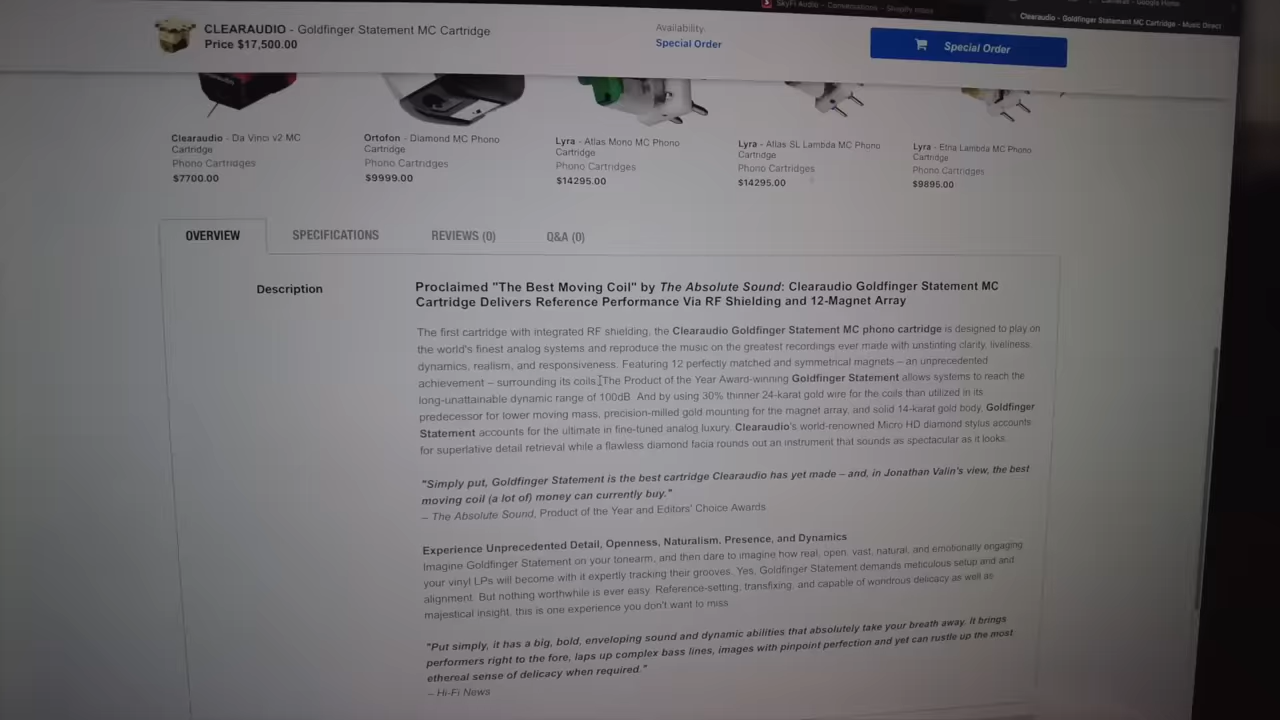 SkyFi Audio - Conversations - Shopify Inbox
Cameras - Google Home
Clearaudio - Goldfinger Statement MC Cartridge - Music Direct
CLEARAUDIO - Goldfinger Statement MC Cartridge
Price $17,500.00
Availability:
Special Order
Special Order
Clearaudio - Da Vinci v2 MC
Cartridge
Phono Cartridges
$7700.00
Ortofon - Diamond MC Phono
Cartridge
Phono Cartridges
$9999.00
Lyra - Atlas Mono MC Phono
Cartridge
Phono Cartridges
$14295.00
Lyra - Atlas SL Lambda MC Phono
Cartridge
Phono Cartridges
$14295.00
Lyra - Etna Lambda MC Phono
Cartridge
Phono Cartridges
$9895.00
OVERVIEW
SPECIFICATIONS
REVIEWS (0)
Q&A (0)
Description
Proclaimed "The Best Moving Coil" by The Absolute Sound: Clearaudio Goldfinger Statement MC
Cartridge Delivers Reference Performance Via RF Shielding and 12-Magnet Array
The first cartridge with integrated RF shielding, the Clearaudio Goldfinger Statement MC phono cartridge is designed to play on
the world's finest analog systems and reproduce the music on the greatest recordings ever made with unstinting clarity, liveliness,
dynamics, realism, and responsiveness. Featuring 12 perfectly matched and symmetrical magnets – an unprecedented
achievement – surrounding its coils. The Product of the Year Award-winning Goldfinger Statement allows systems to reach the
long-unattainable dynamic range of 100dB. And by using 30% thinner 24-karat gold wire for the coils than utilized in its
predecessor for lower moving mass, precision-milled gold mounting for the magnet array, and solid 14-karat gold body, Goldfinger
Statement accounts for the ultimate in fine-tuned analog luxury. Clearaudio's world-renowned Micro HD diamond stylus accounts
for superlative detail retrieval while a flawless diamond facia rounds out an instrument that sounds as spectacular as it looks.
"Simply put, Goldfinger Statement is the best cartridge Clearaudio has yet made – and, in Jonathan Valin's view, the best
moving coil (a lot of) money can currently buy."
– The Absolute Sound, Product of the Year and Editors' Choice Awards
Experience Unprecedented Detail, Openness, Naturalism, Presence, and Dynamics
Imagine Goldfinger Statement on your tonearm, and then dare to imagine how real, open, vast, natural, and emotionally engaging
your vinyl LPs will become with it expertly tracking their grooves. Yes, Goldfinger Statement demands meticulous setup and and
alignment. But nothing worthwhile is ever easy. Reference-setting, transfixing, and capable of wondrous delicacy as well as
majestical insight, this is one experience you don't want to miss.
"Put simply, it has a big, bold, enveloping sound and dynamic abilities that absolutely take your breath away. It brings
performers right to the fore, laps up complex bass lines, images with pinpoint perfection and yet can rustle up the most
ethereal sense of delicacy when required."
– Hi-Fi News